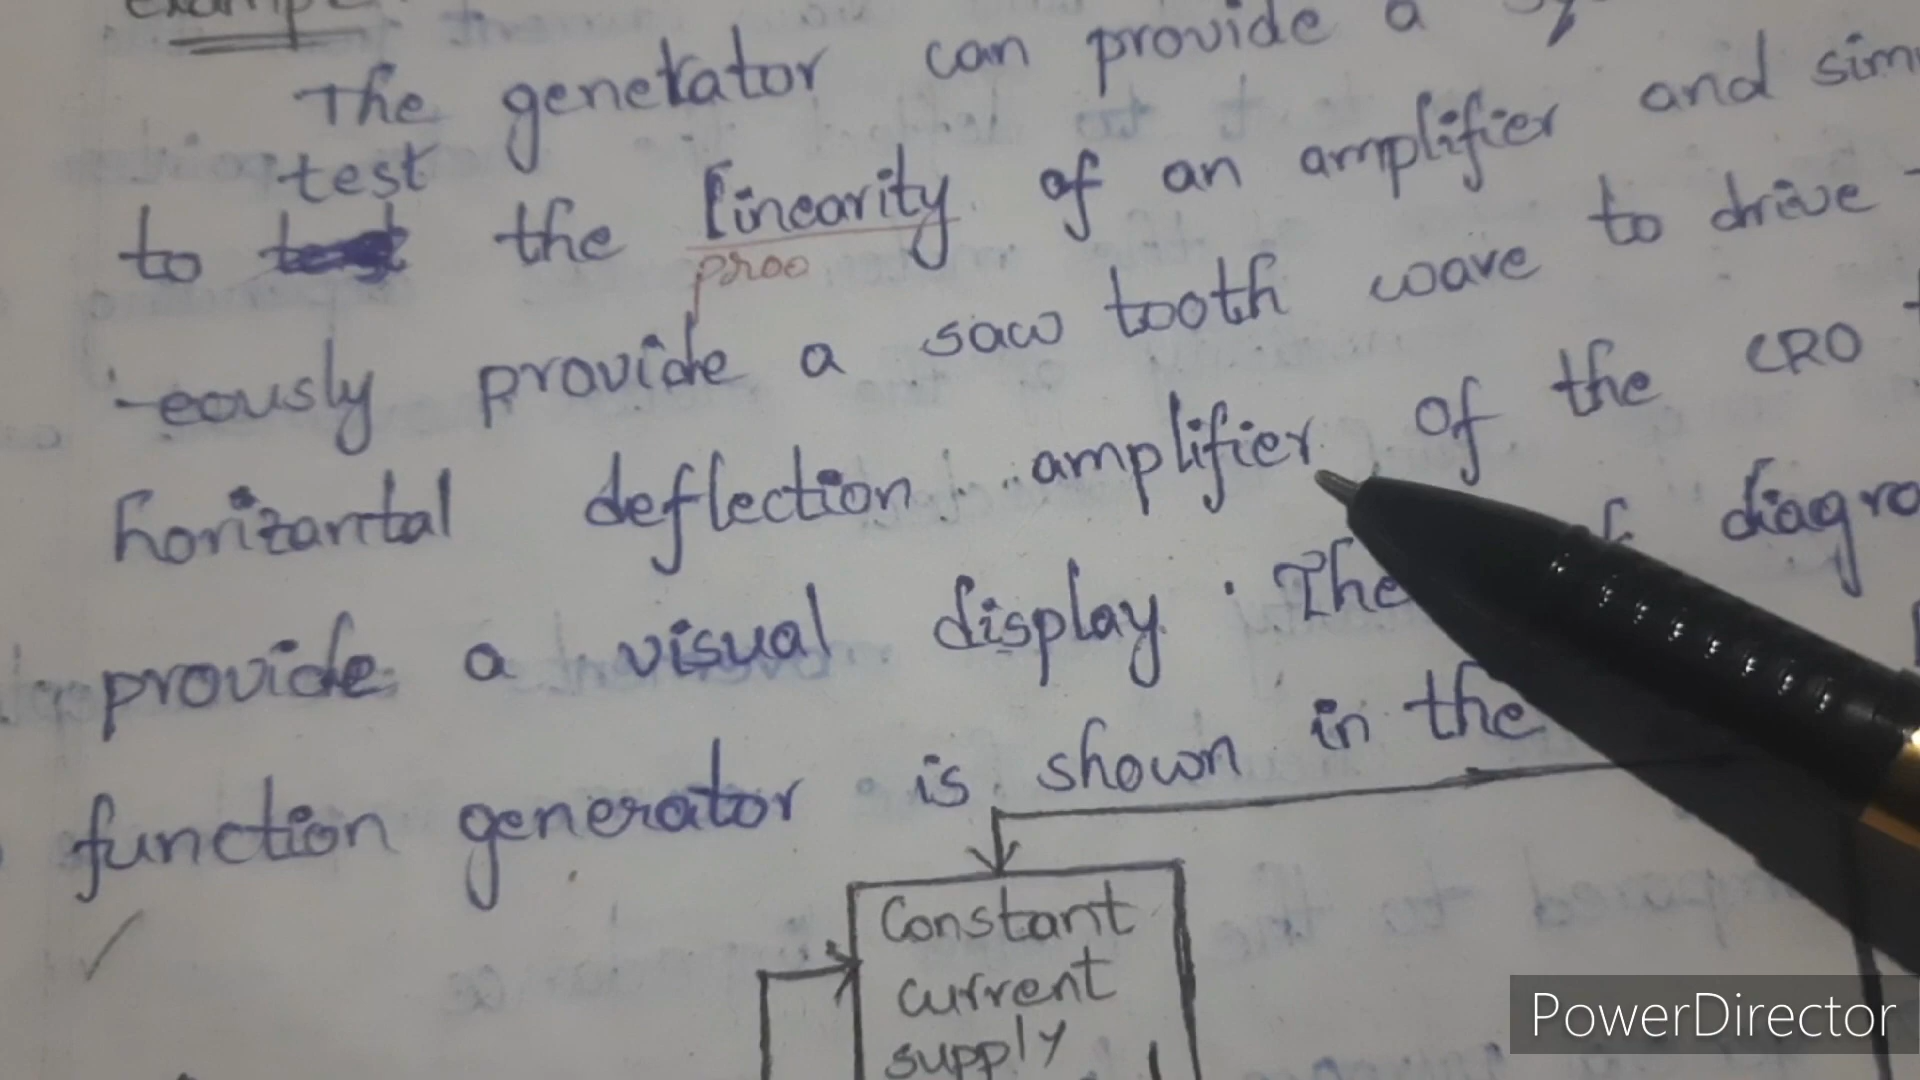 The generator can provide a
test
to the linearity of an amplifier and sim
proo
-eously provide a saw tooth wave to drive
horizantal deflection amplifier of the CRO
provide a visual display. The diagra
function generator is shown in the
Constant
current
supply
PowerDirector